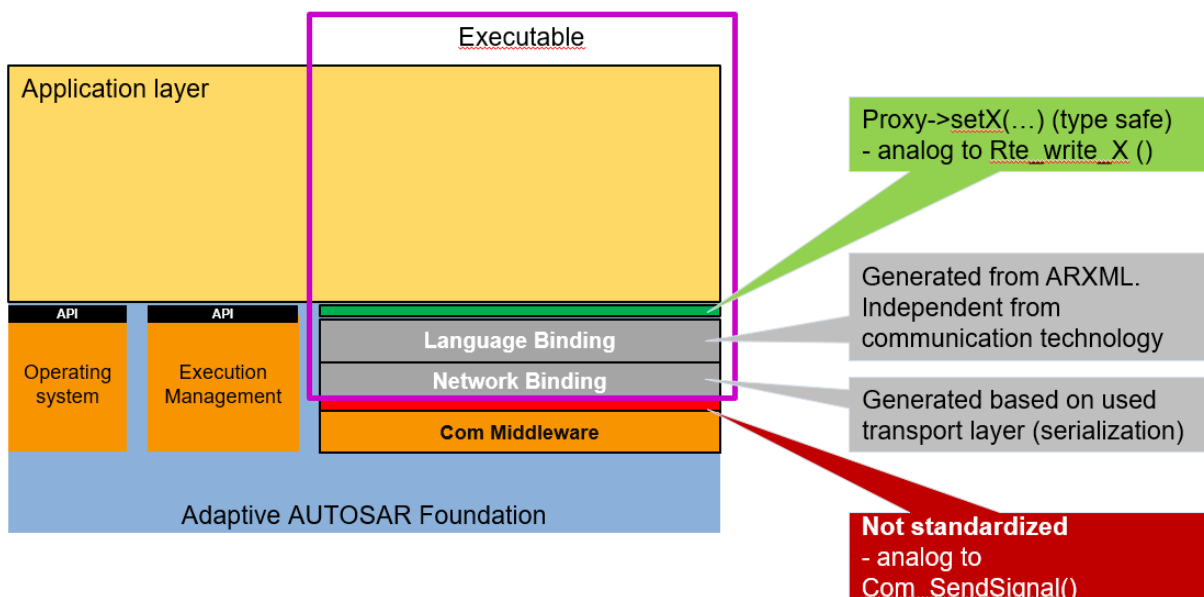 Executable
Application layer
Proxy->setX(…) (type safe)
- analog to Rte_write_X ()
Generated from ARXML.
Independent from
communication technology
API
API
Language Binding
Operating
system
Execution
Management
Network Binding
Generated based on used
transport layer (serialization)
Com Middleware
Adaptive AUTOSAR Foundation
Not standardized
- analog to
Com_SendSignal()